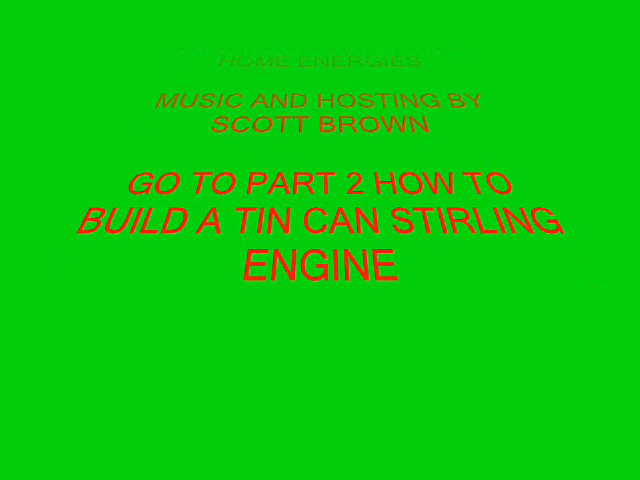 HOME ENERGIES
MUSIC AND HOSTING BY
SCOTT BROWN
GO TO PART 2 HOW TO
BUILD A TIN CAN STIRLING
ENGINE